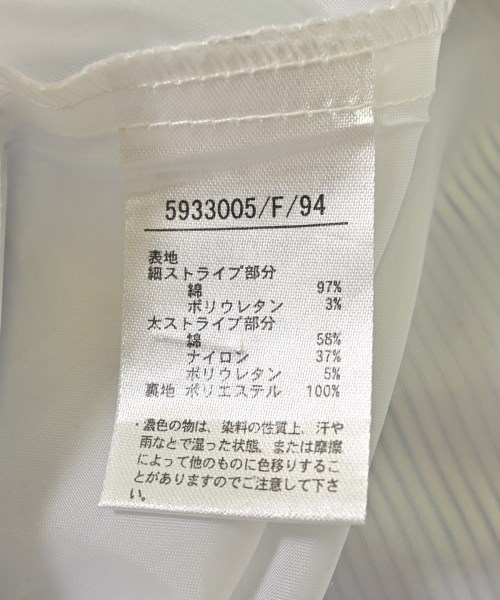 5933005/F/94
表地
細ストライプ部分
綿 97%
ポリウレタン 3%
太ストライプ部分
綿 58%
ナイロン 37%
ポリウレタン 5%
裏地 ポリエステル 100%
・濃色の物は、染料の性質上、汗や
雨などで湿った状態、または摩擦
によって他のものに色移りするこ
とがありますのでご注意して下さ
い。